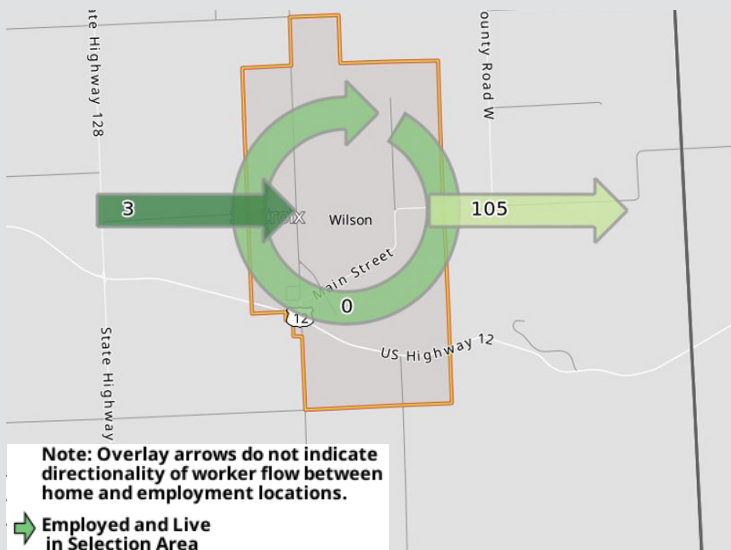 ate Highway 128
ounty Road W
3
105
Wilson
Main Street
0
12
US Highway 12
State Highway
Note: Overlay arrows do not indicate
directionality of worker flow between
home and employment locations.
Employed and Live
in Selection Area